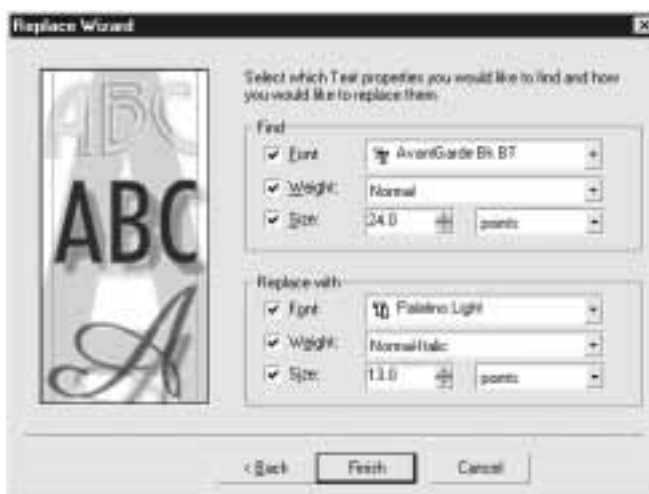 Replace Wizard
ABC
ABC
A
Select which Text properties you would like to find and how
you would like to replace them.
Find
Font:
AvantGarde Bk BT
Weight:
Normal
Size:
24.0
points
Replace with
Font:
Palatino Light
Weight:
Normal-Italic
Size:
13.0
points
< Back
Finish
Cancel